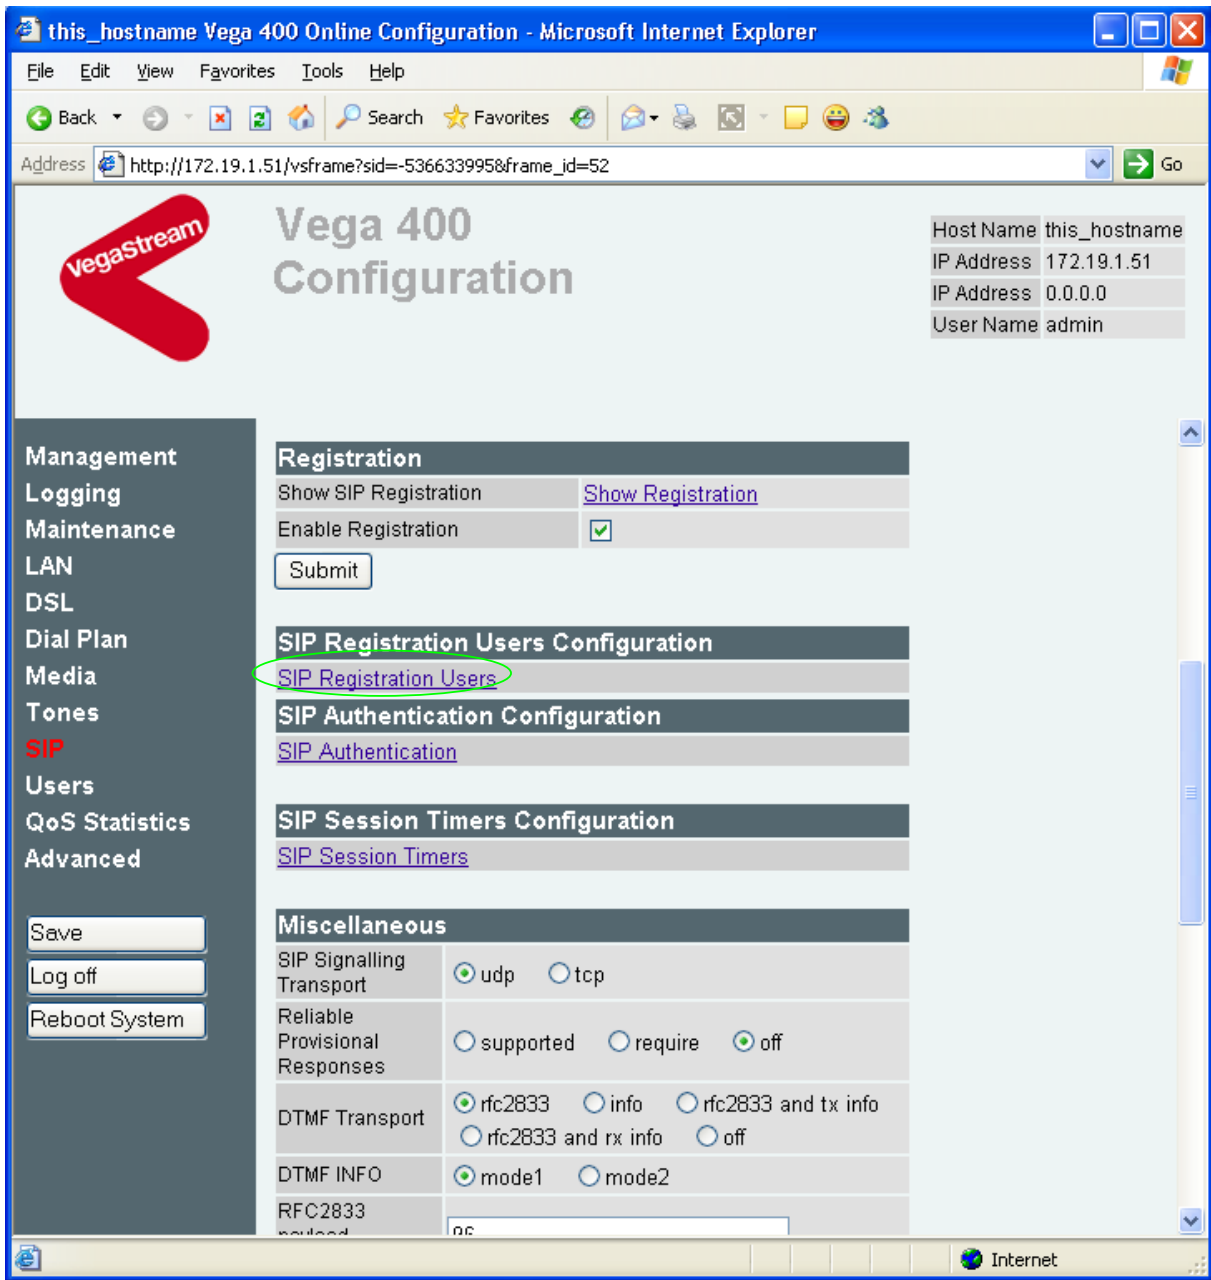 this_hostname Vega 400 Online Configuration - Microsoft Internet Explorer
File Edit View Favorites Tools Help
Back Search Favorites
Address http://172.19.1.51/vsframe?sid=-536633995&frame_id=52 Go
vegastream
Vega 400
Configuration
Host Name this_hostname
IP Address 172.19.1.51
IP Address 0.0.0.0
User Name admin
Management
Logging
Maintenance
LAN
DSL
Dial Plan
Media
Tones
SIP
Users
QoS Statistics
Advanced
Save
Log off
Reboot System
Registration
Show SIP Registration Show Registration
Enable Registration
Submit
SIP Registration Users Configuration
SIP Registration Users
SIP Authentication Configuration
SIP Authentication
SIP Session Timers Configuration
SIP Session Timers
Miscellaneous
SIP Signalling
Transport
udp tcp
Reliable
Provisional
Responses
supported require off
DTMF Transport
rfc2833 info rfc2833 and tx info
rfc2833 and rx info off
DTMF INFO mode1 mode2
RFC2833
payload
96
Internet